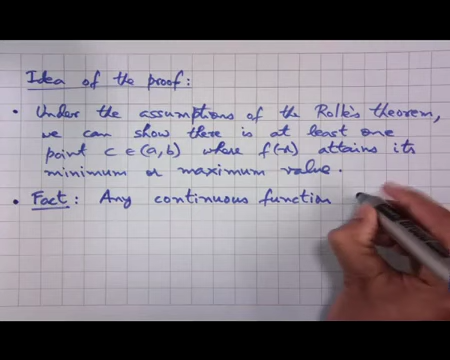 Idea of the proof:
• Under the assumptions of the Rolle's theorem,
we can show there is at least one
point c ∈ (a,b) where f(x) attains its
minimum or maximum value.
• Fact: Any continuous function